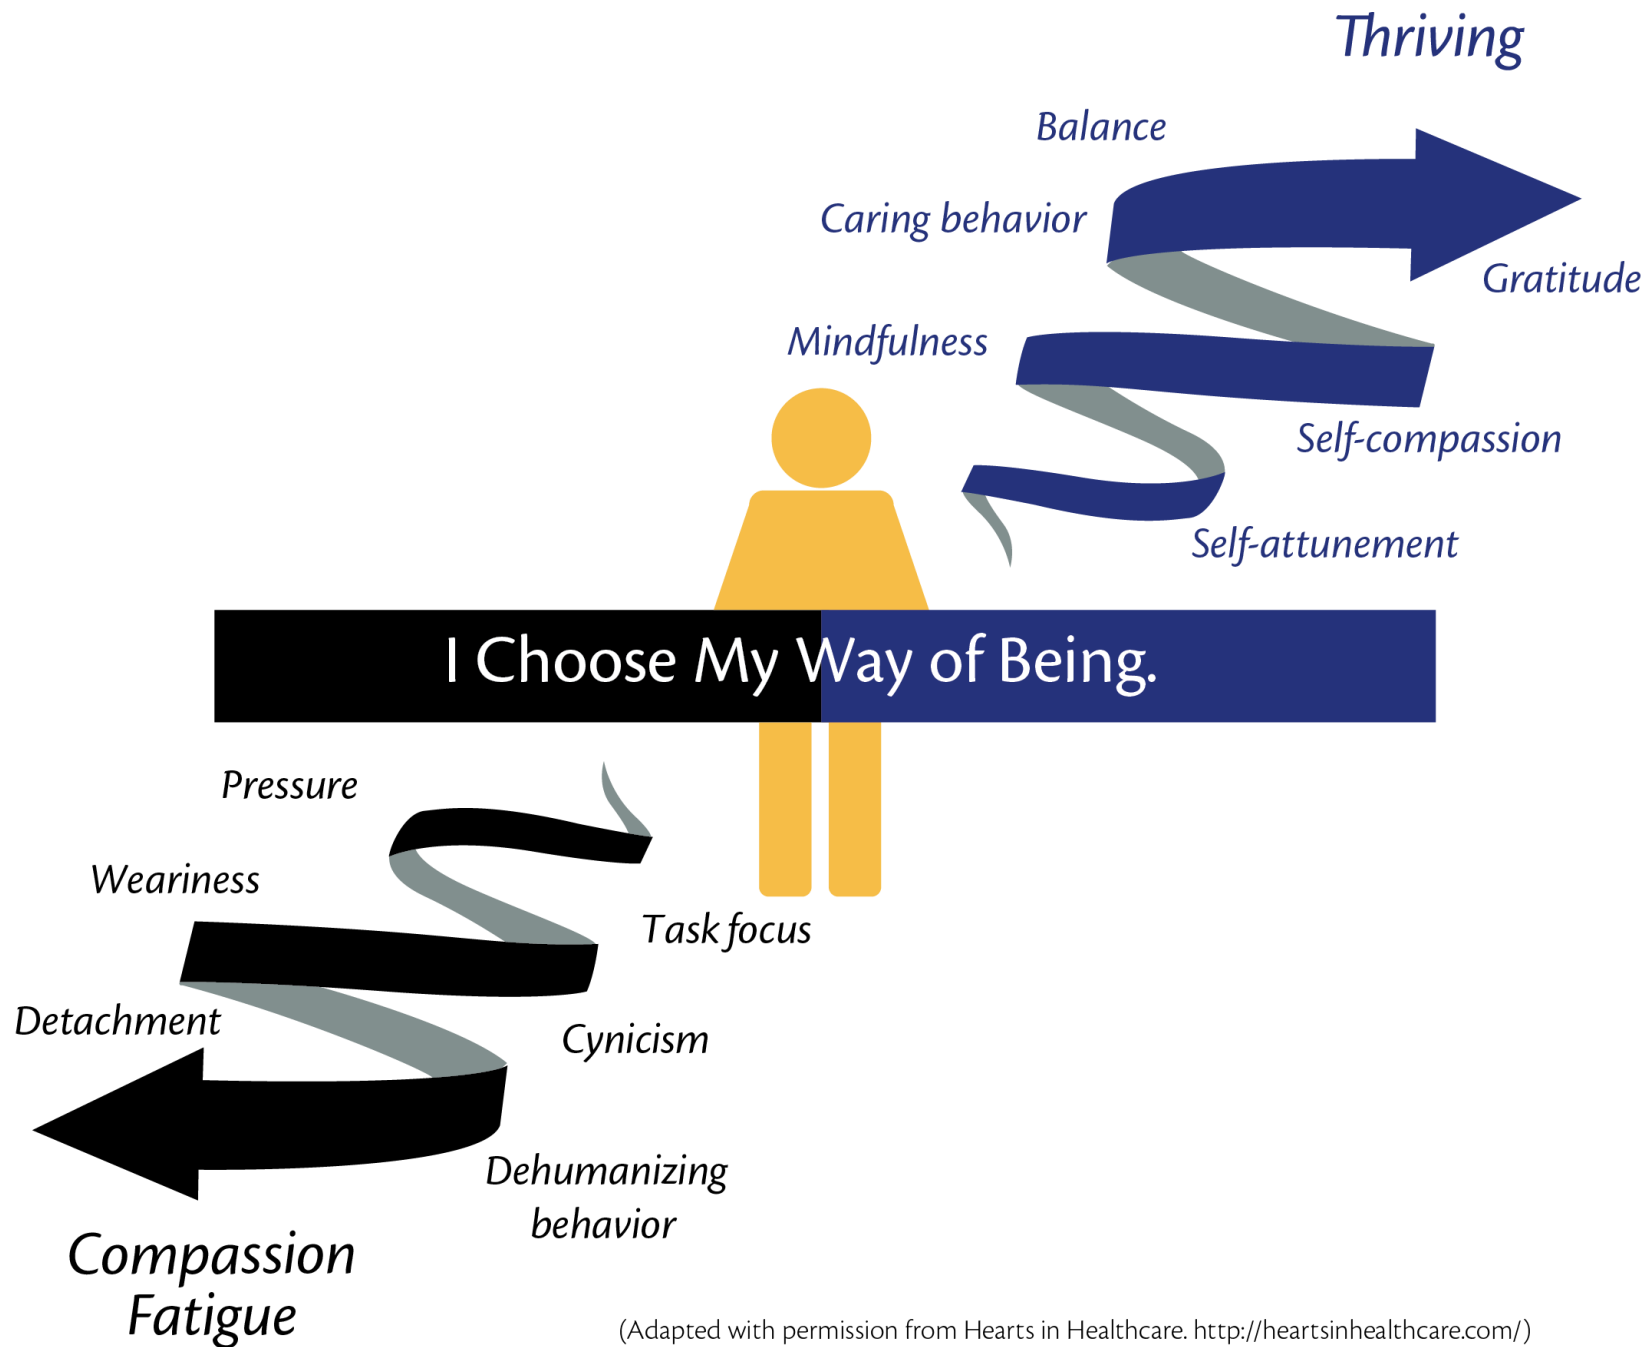 Thriving
Balance
Caring behavior
Gratitude
Mindfulness
Self-compassion
Self-attunement
I Choose My Way of Being.
Pressure
Weariness
Task focus
Detachment
Cynicism
Dehumanizing
behavior
Compassion
Fatigue
(Adapted with permission from Hearts in Healthcare. http://heartsinhealthcare.com/)